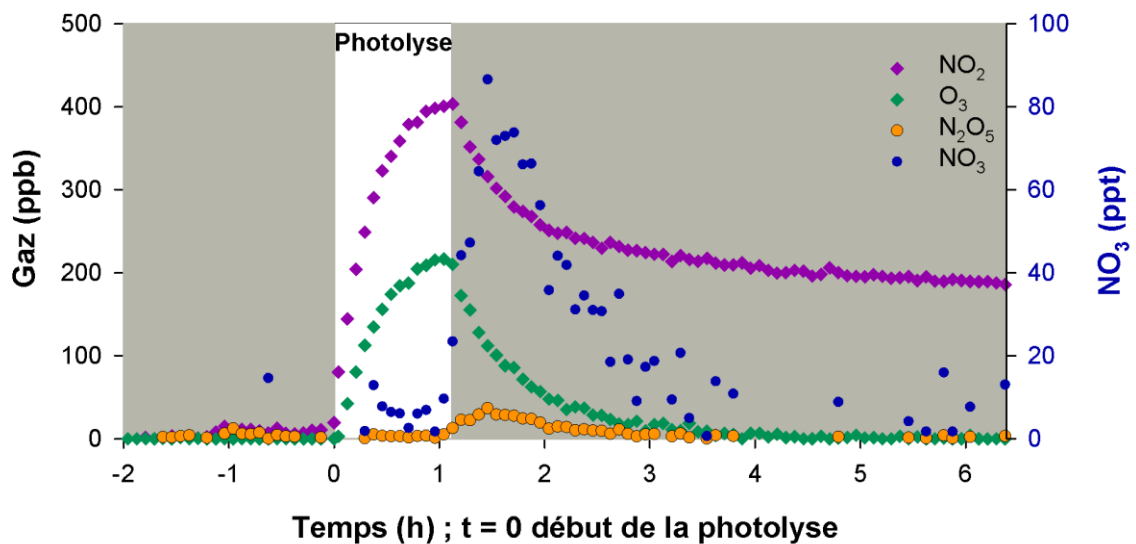 Photolyse
NO₂
O₃
N₂O₅
NO₃
Gaz (ppb)
500
400
300
200
100
0
NO₃ (ppt)
100
80
60
40
20
0
-2 -1 0 1 2 3 4 5 6
Temps (h) ; t = 0 début de la photolyse